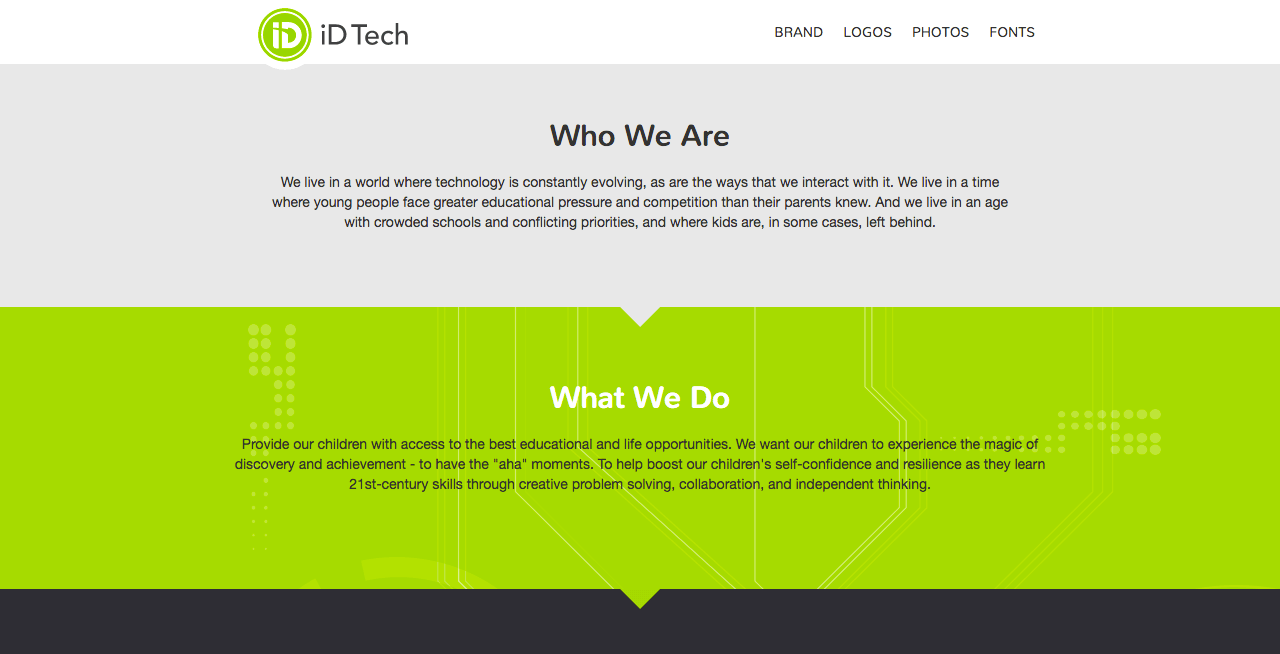 iD iD Tech
BRAND LOGOS PHOTOS FONTS
Who We Are
We live in a world where technology is constantly evolving, as are the ways that we interact with it. We live in a time
where young people face greater educational pressure and competition than their parents knew. And we live in an age
with crowded schools and conflicting priorities, and where kids are, in some cases, left behind.
What We Do
Provide our children with access to the best educational and life opportunities. We want our children to experience the magic of
discovery and achievement - to have the "aha" moments. To help boost our children's self-confidence and resilience as they learn
21st-century skills through creative problem solving, collaboration, and independent thinking.